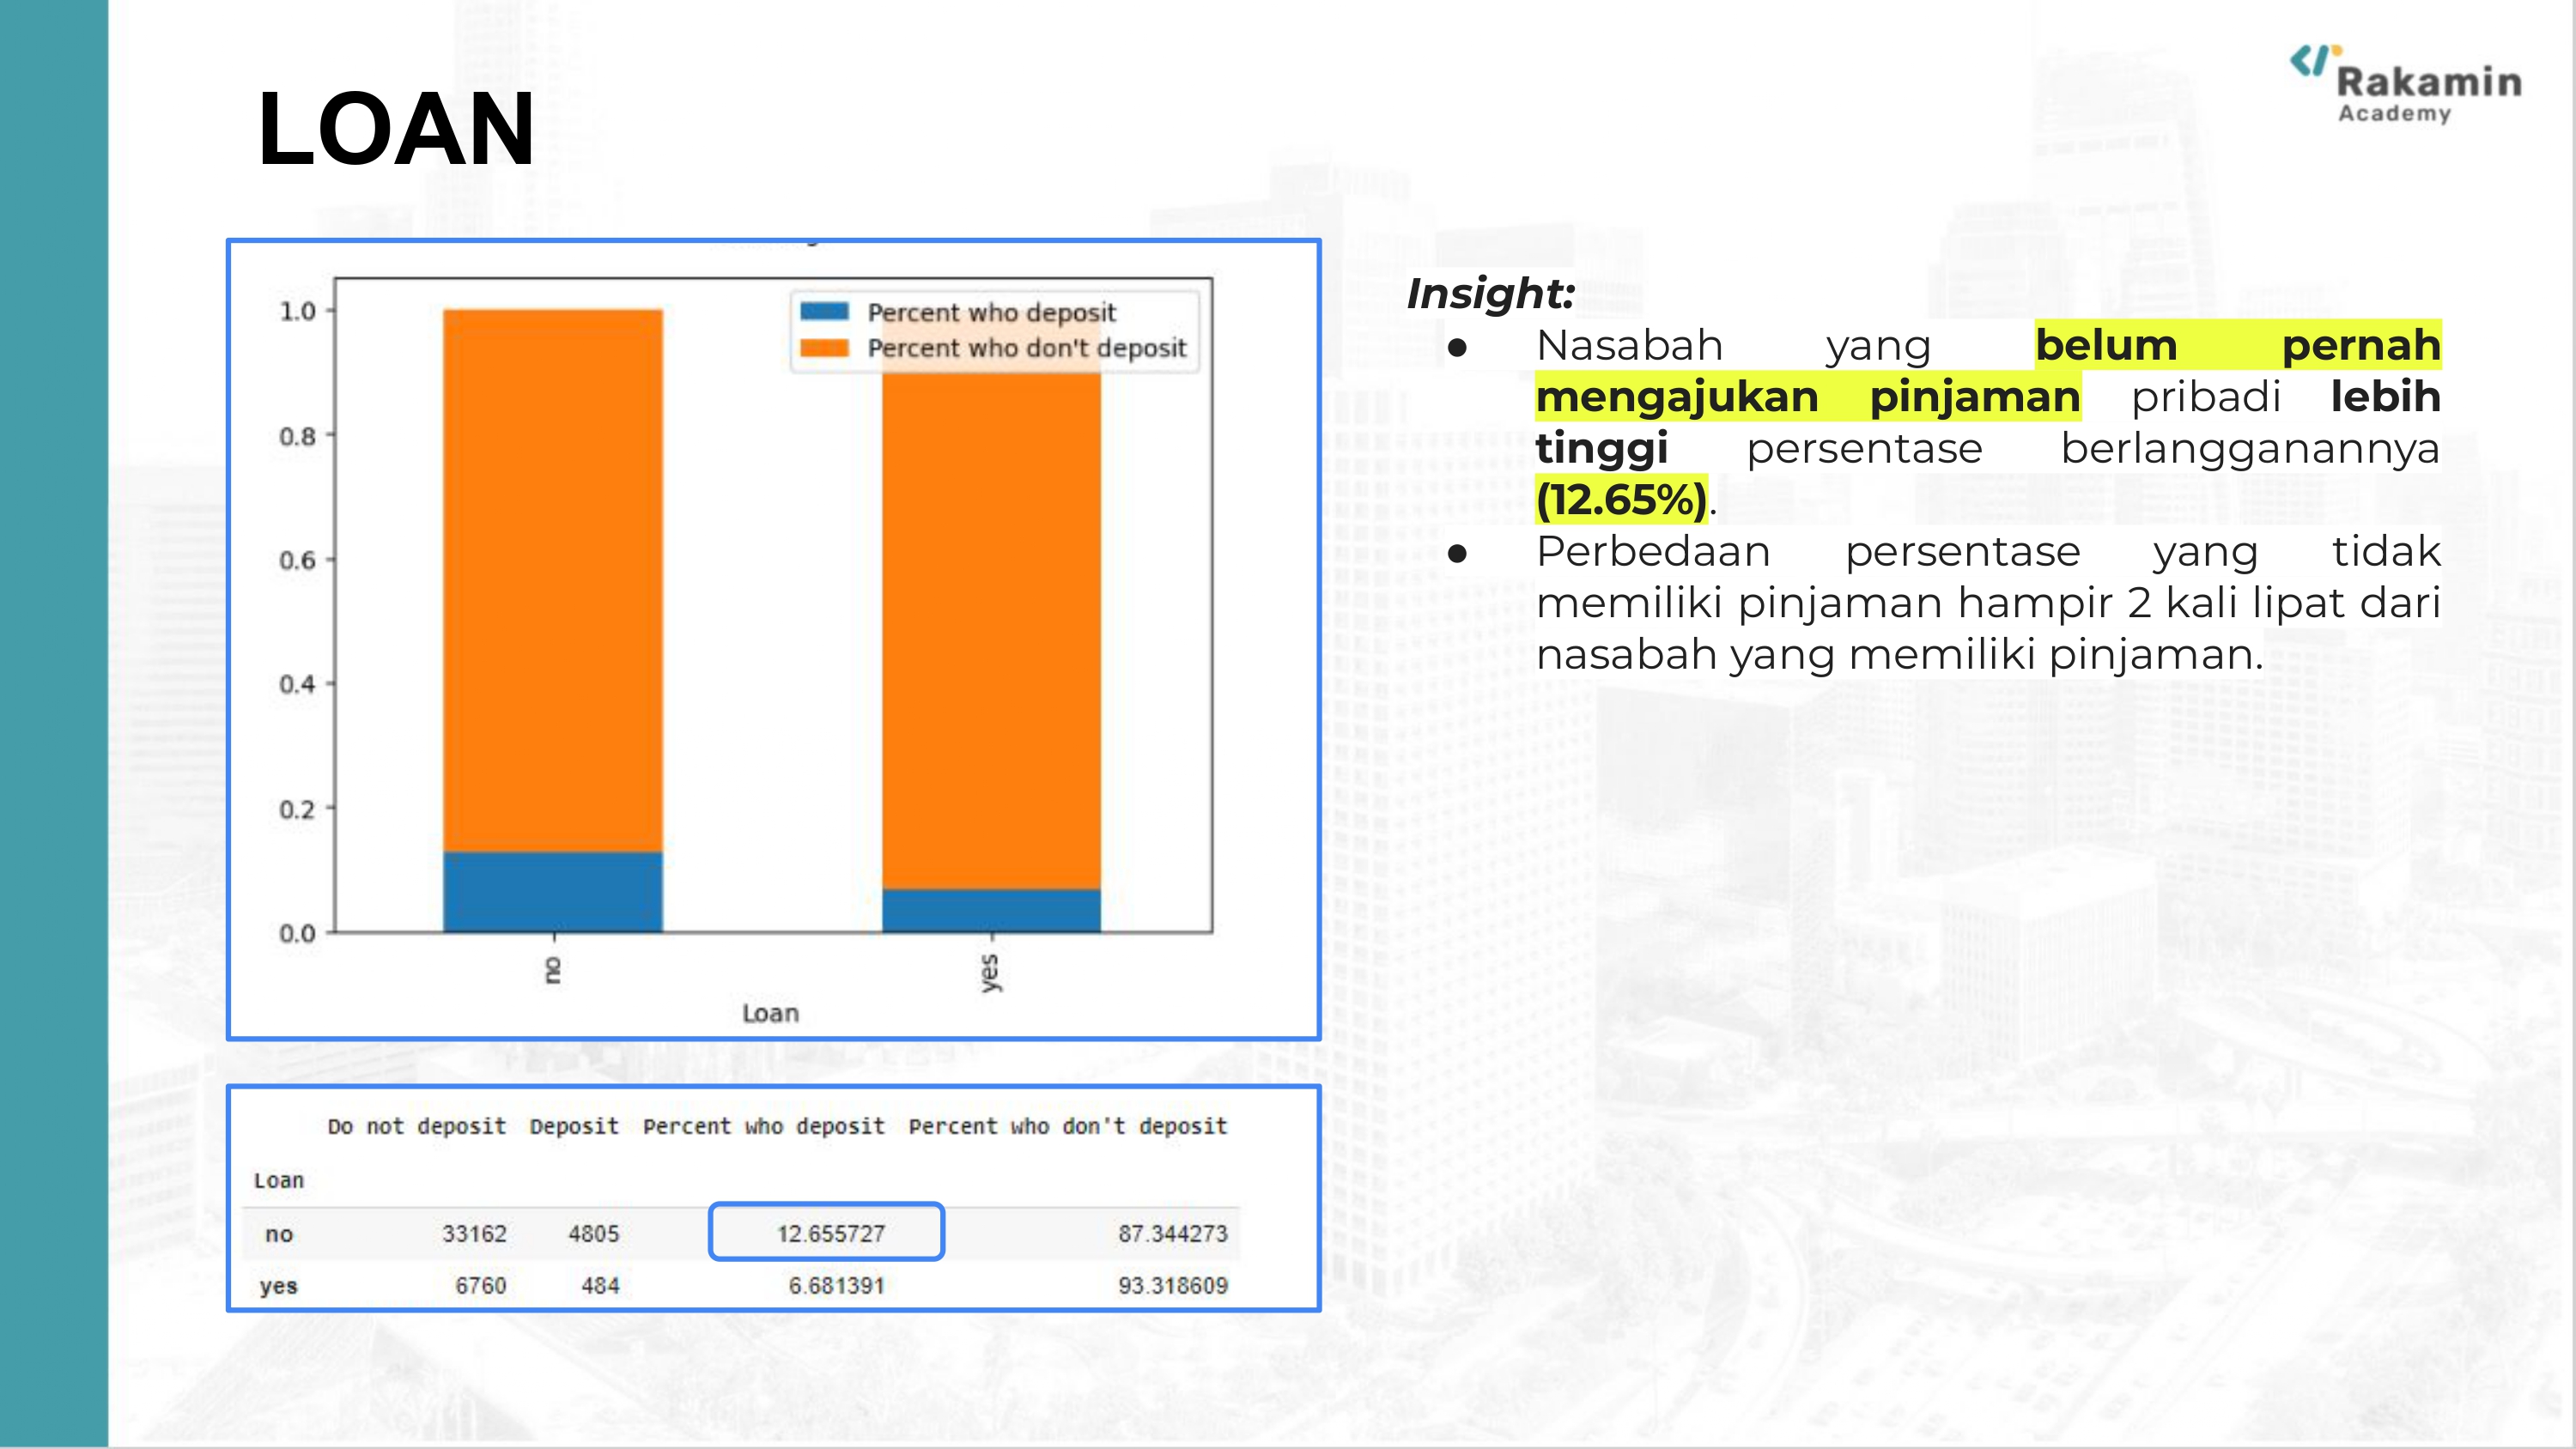 LOAN
Rakamin
Academy
1.0
0.8
0.6
0.4
0.2
0.0
Percent who deposit
Percent who don't deposit
no
yes
Loan
Insight:
● Nasabah yang belum pernah
mengajukan pinjaman pribadi lebih
tinggi persentase berlangganannya
(12.65%).
● Perbedaan persentase yang tidak
memiliki pinjaman hampir 2 kali lipat dari
nasabah yang memiliki pinjaman.
Do not deposit Deposit Percent who deposit Percent who don't deposit
Loan
no 33162 4805 12.655727 87.344273
yes 6760 484 6.681391 93.318609